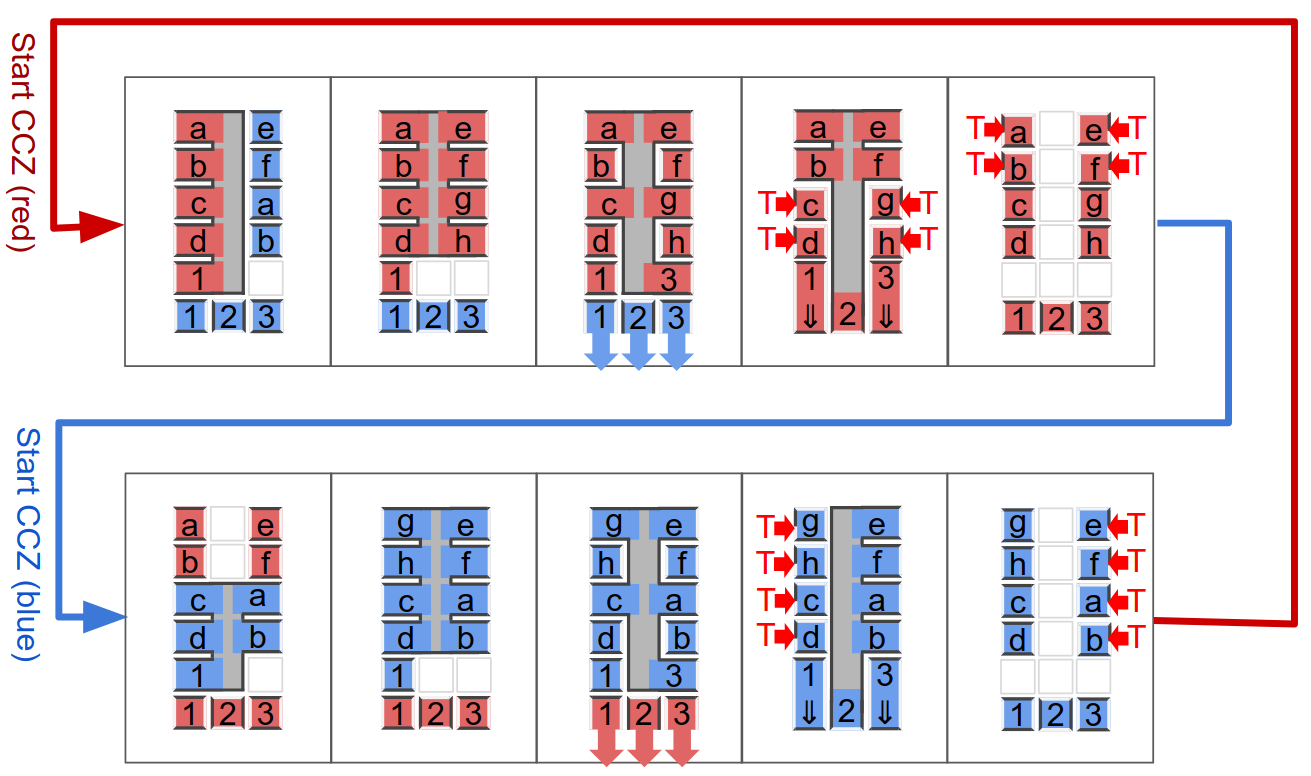 Start CCZ (red)
a e
b f
c a
d b
1
1 2 3
a e
b f
c g
d h
1
1 2 3
a e
b f
c g
d h
1 3
1 2 3
a e
b f
T c g T
T d h T
1 3
⇓ 2 ⇓
T a e T
T b f T
c g
d h
1 2 3
Start CCZ (blue)
a e
b f
c a
d b
1
1 2 3
g e
h f
c a
d b
1
1 2 3
g e
h f
c a
d b
1 3
1 2 3
T g e
T h f
T c a
T d b
1 3
⇓ 2 ⇓
g e T
h f T
c a T
d b T
1 2 3